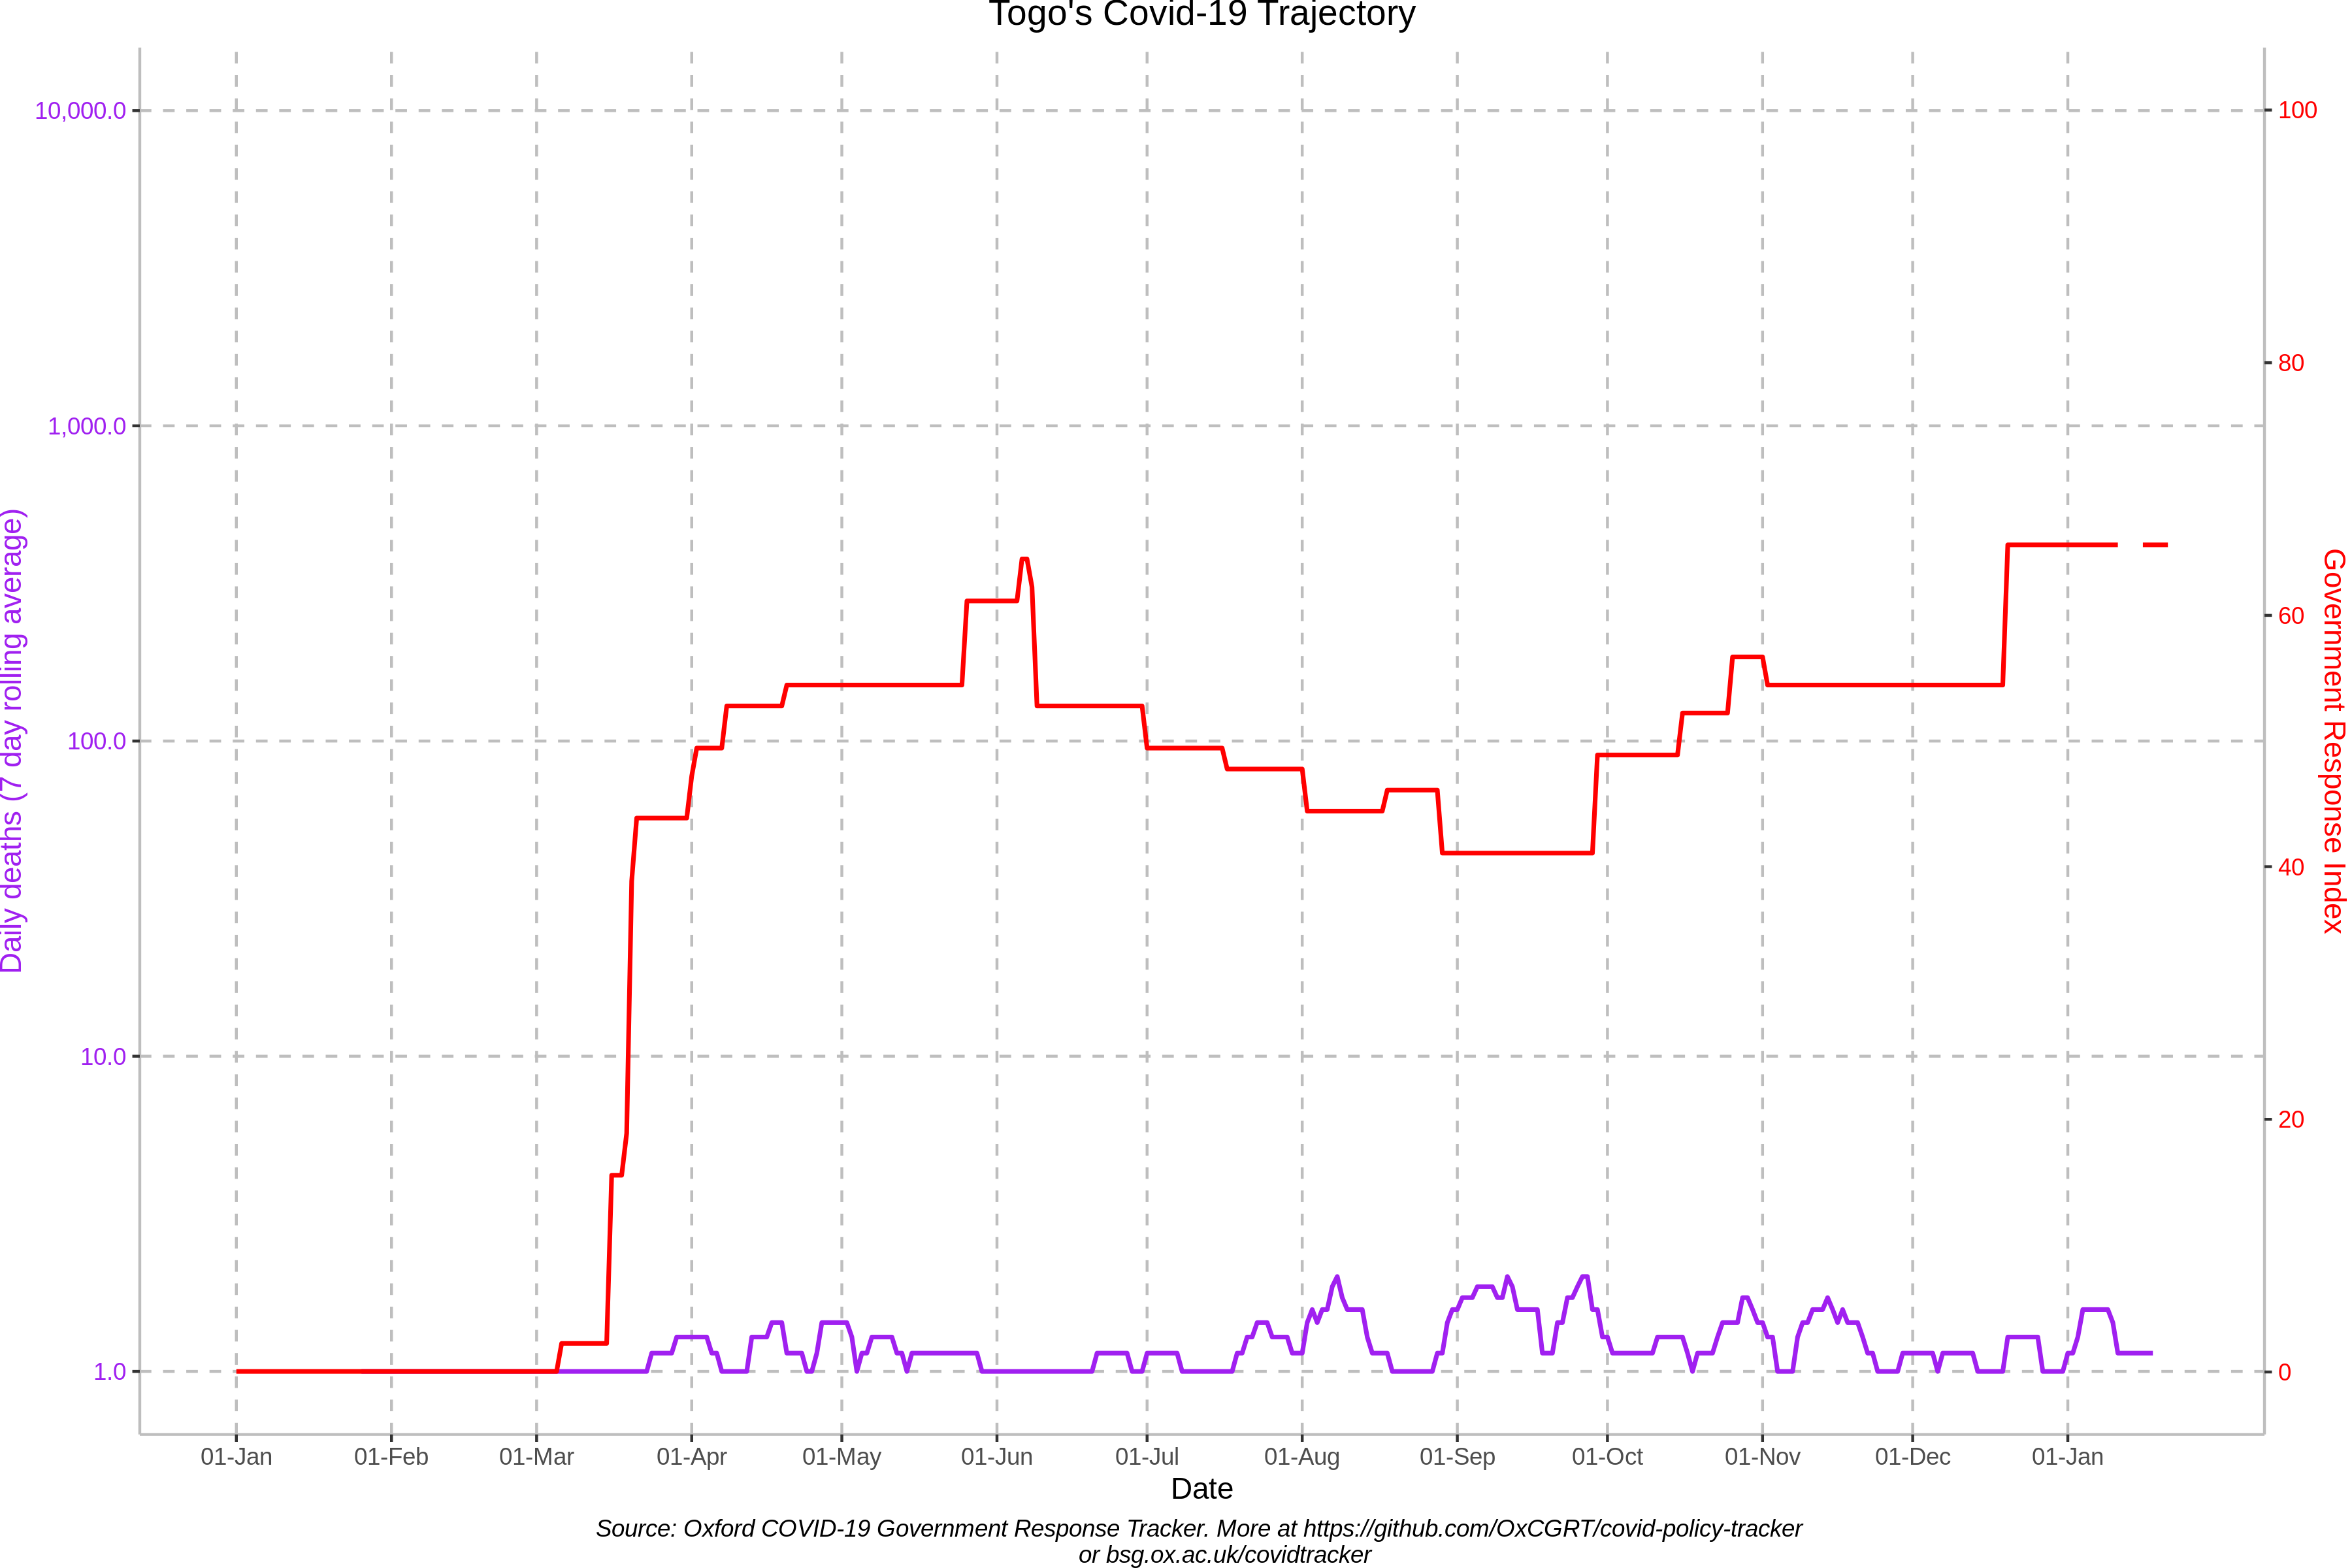 Togo's Covid-19 Trajectory
10,000.0
1,000.0
100.0
10.0
1.0
Daily deaths (7 day rolling average)
100
80
60
40
20
0
Government Response Index
01-Jan
01-Feb
01-Mar
01-Apr
01-May
01-Jun
01-Jul
01-Aug
01-Sep
01-Oct
01-Nov
01-Dec
01-Jan
Date
Source: Oxford COVID-19 Government Response Tracker. More at https://github.com/OxCGRT/covid-policy-tracker
or bsg.ox.ac.uk/covidtracker